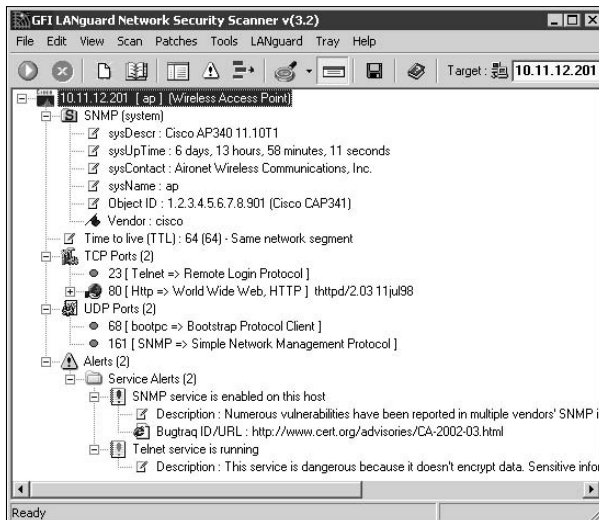 GFI LANguard Network Security Scanner v(3.2)
File Edit View Scan Patches Tools LANguard Tray Help
Target : 10.11.12.201
10.11.12.201 [ ap ] (Wireless Access Point)
SNMP (system)
sysDescr : Cisco AP340 11.10T1
sysUpTime : 6 days, 13 hours, 58 minutes, 11 seconds
sysContact : Aironet Wireless Communications, Inc.
sysName : ap
Object ID : 1.2.3.4.5.6.7.8.901 (Cisco CAP341)
Vendor : cisco
Time to live (TTL) : 64 (64) - Same network segment
TCP Ports (2)
23 [ Telnet => Remote Login Protocol ]
80 [ Http => World Wide Web, HTTP ] thttpd/2.03 11jul98
UDP Ports (2)
68 [ bootpc => Bootstrap Protocol Client ]
161 [ SNMP => Simple Network Management Protocol ]
Alerts (2)
Service Alerts (2)
SNMP service is enabled on this host
Description : Numerous vulnerabilities have been reported in multiple vendors' SNMP i
Bugtraq ID/URL : http://www.cert.org/advisories/CA-2002-03.html
Telnet service is running
Description : This service is dangerous because it doesn't encrypt data. Sensitive infor
Ready